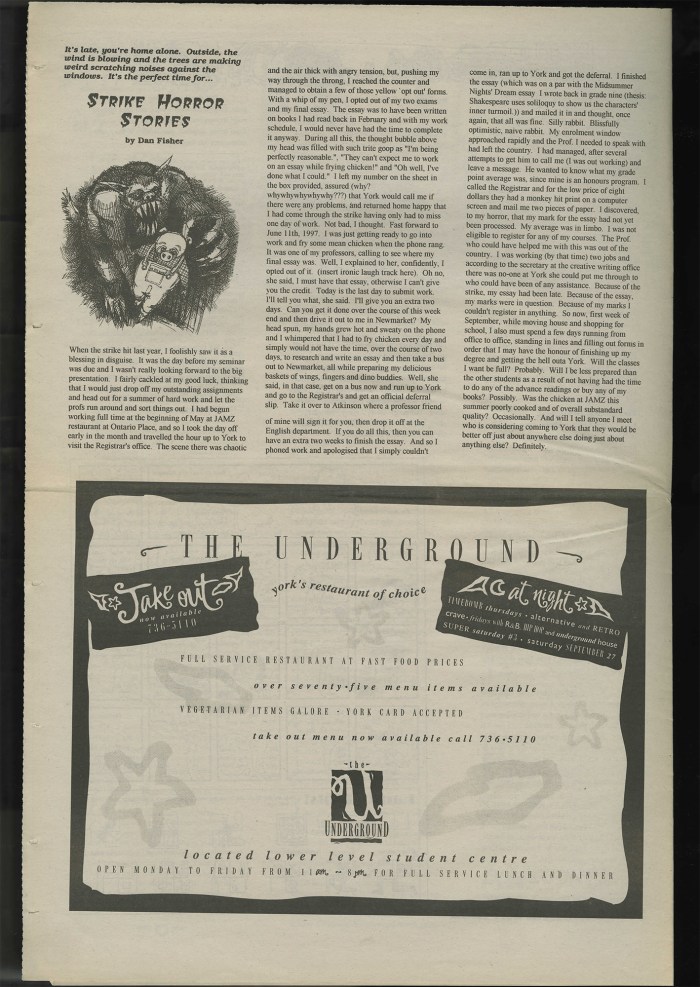 It's late, you're home alone. Outside, the
wind is blowing and the trees are making
weird scratching noises against the
windows. It's the perfect time for...
STRIKE HORROR
STORIES
by Dan Fisher
When the strike hit last year, I foolishly saw it as a
blessing in disguise. It was the day before my seminar
was due and I wasn't really looking forward to the big
presentation. I fairly cackled at my good luck, thinking
that I would just drop off my outstanding assignments
and head out for a summer of hard work and let the
profs run around and sort things out. I had begun
working full time at the beginning of May at JAMZ
restaurant at Ontario Place, and so I took the day off
early in the month and travelled the hour up to York to
visit the Registrar's office. The scene there was chaotic
and the air thick with angry tension, but, pushing my
way through the throng, I reached the counter and
managed to obtain a few of those yellow `opt out' forms.
With a whip of my pen, I opted out of my two exams
and my final essay. The essay was to have been written
on books I had read back in February and with my work
schedule, I would never have had the time to complete
it anyway. During all this, the thought bubble above
my head was filled with such trite goop as "I'm being
perfectly reasonable.", "They can't expect me to work
on an essay while frying chicken!" and "Oh well, I've
done what I could." I left my number on the sheet in
the box provided, assured (why?
whywhywhywhywhy???) that York would call me if
there were any problems, and returned home happy that
I had come through the strike having only had to miss
one day of work. Not bad, I thought. Fast forward to
June 11th, 1997. I was just getting ready to go into
work and fry some mean chicken when the phone rang.
It was one of my professors, calling to see where my
final essay was. Well, I explained to her, confidently, I
opted out of it. (insert ironic laugh track here). Oh no,
she said, I must have that essay, otherwise I can't give
you the credit. Today is the last day to submit work.
I'll tell you what, she said. I'll give you an extra two
days. Can you get it done over the course of this week
end and then drive it out to me in Newmarket? My
head spun, my hands grew hot and sweaty on the phone
and I whimpered that I had to fry chicken every day and
simply would not have the time, over the course of two
days, to research and write an essay and then take a bus
out to Newmarket, all while preparing my delicious
baskets of wings, fingers and dino buddies. Well, she
said, in that case, get on a bus now and run up to York
and go to the Registrar's and get an official deferral
slip. Take it over to Atkinson where a professor friend
of mine will sign it for you, then drop it off at the
English department. If you do all this, then you can
have an extra two weeks to finish the essay. And so I
phoned work and apologised that I simply couldn't
come in, ran up to York and got the deferral. I finished
the essay (which was on a par with the Midsummer
Nights' Dream essay I wrote back in grade nine (thesis:
Shakespeare uses soliloquy to show us the characters'
inner turmoil.)) and mailed it in and thought, once
again, that all was fine. Silly rabbit. Blissfully
optimistic, naive rabbit. My enrolment window
approached rapidly and the Prof. I needed to speak with
had left the country. I had managed, after several
attempts to get him to call me (I was out working) and
leave a message. He wanted to know what my grade
point average was, since mine is an honours program. I
called the Registrar and for the low price of eight
dollars they had a monkey hit print on a computer
screen and mail me two pieces of paper. I discovered,
to my horror, that my mark for the essay had not yet
been processed. My average was in limbo. I was not
eligible to register for any of my courses. The Prof
who could have helped me with this was out of the
country. I was working (by that time) two jobs and
according to the secretary at the creative writing office
there was no-one at York she could put me through to
who could have been of any assistance. Because of the
strike, my essay had been late. Because of the essay,
my marks were in question. Because of my marks I
couldn't register in anything. So now, first week of
September, while moving house and shopping for
school, I also must spend a few days running from
office to office, standing in lines and filling out forms in
order that I may have the honour of finishing up my
degree and getting the hell outa York. Will the classes
I want be full? Probably. Will I be less prepared than
the other students as a result of not having had the time
to do any of the advance readings or buy any of my
books? Possibly. Was the chicken at JAMZ this
summer poorly cooked and of overall substandard
quality? Occasionally. And will I tell anyone I meet
who is considering coming to York that they would be
better off just about anywhere else doing just about
anything else? Definitely.
THE UNDERGROUND
york's restaurant of choice
Take out
now available
736-5110
AC at night
TIMEBOMB thursdays - alternative and RETRO
crave - fridays with R&B, HIP HOP and underground house
SUPER saturday #2 - saturday SEPTEMBER 27
FULL SERVICE RESTAURANT AT FAST FOOD PRICES
over seventy-five menu items available
VEGETARIAN ITEMS GALORE - YORK CARD ACCEPTED
take out menu now available call 736-5110
~the~
U
UNDERGROUND
located lower level student centre
OPEN MONDAY TO FRIDAY FROM 11am ~ 8pm FOR FULL SERVICE LUNCH AND DINNER